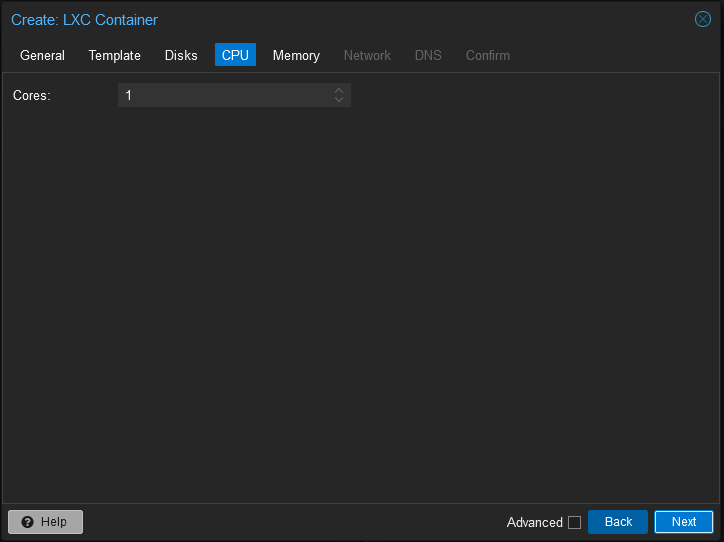 Create: LXC Container
General Template Disks CPU Memory Network DNS Confirm
Cores: 1
Help Advanced Back Next